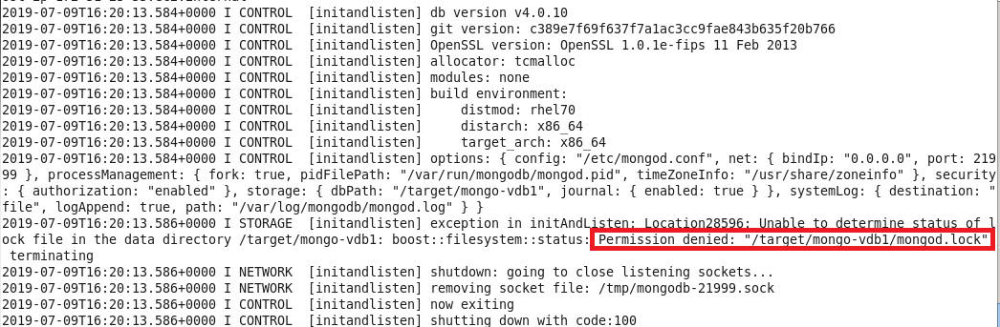 2019-07-09T16:20:13.584+0000 I CONTROL  [initandlisten] db version v4.0.10
2019-07-09T16:20:13.584+0000 I CONTROL  [initandlisten] git version: c389e7f69f637f7a1ac3cc9fae843b635f20b766
2019-07-09T16:20:13.584+0000 I CONTROL  [initandlisten] OpenSSL version: OpenSSL 1.0.1e-fips 11 Feb 2013
2019-07-09T16:20:13.584+0000 I CONTROL  [initandlisten] allocator: tcmalloc
2019-07-09T16:20:13.584+0000 I CONTROL  [initandlisten] modules: none
2019-07-09T16:20:13.584+0000 I CONTROL  [initandlisten] build environment:
2019-07-09T16:20:13.584+0000 I CONTROL  [initandlisten]     distmod: rhel70
2019-07-09T16:20:13.584+0000 I CONTROL  [initandlisten]     distarch: x86_64
2019-07-09T16:20:13.584+0000 I CONTROL  [initandlisten]     target_arch: x86_64
2019-07-09T16:20:13.584+0000 I CONTROL  [initandlisten] options: { config: "/etc/mongod.conf", net: { bindIp: "0.0.0.0", port: 219
99 }, processManagement: { fork: true, pidFilePath: "/var/run/mongodb/mongod.pid", timeZoneInfo: "/usr/share/zoneinfo" }, security
: { authorization: "enabled" }, storage: { dbPath: "/target/mongo-vdb1", journal: { enabled: true } }, systemLog: { destination: "
file", logAppend: true, path: "/var/log/mongodb/mongod.log" } }
2019-07-09T16:20:13.586+0000 I STORAGE  [initandlisten] exception in initAndListen: Location28596: Unable to determine status of l
ock file in the data directory /target/mongo-vdb1: boost::filesystem::status: Permission denied: "/target/mongo-vdb1/mongod.lock"
 terminating
2019-07-09T16:20:13.586+0000 I NETWORK  [initandlisten] shutdown: going to close listening sockets...
2019-07-09T16:20:13.586+0000 I NETWORK  [initandlisten] removing socket file: /tmp/mongodb-21999.sock
2019-07-09T16:20:13.586+0000 I CONTROL  [initandlisten] now exiting
2019-07-09T16:20:13.586+0000 I CONTROL  [initandlisten] shutting down with code:100